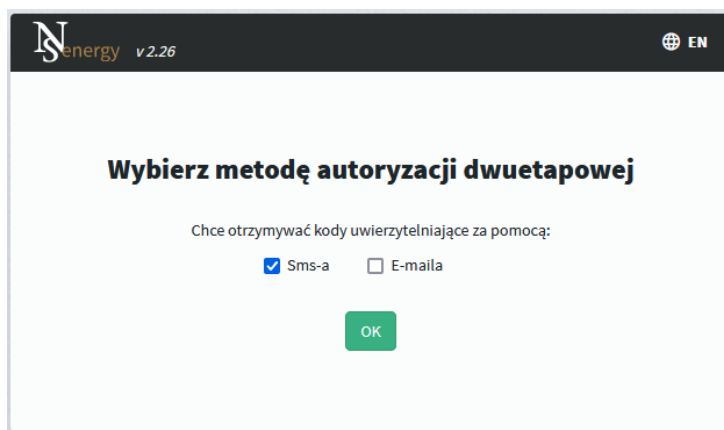 NSenergy v 2.26
EN
Wybierz metodę autoryzacji dwuetapowej
Chce otrzymywać kody uwierzytelniające za pomocą:
Sms-a E-maila
OK